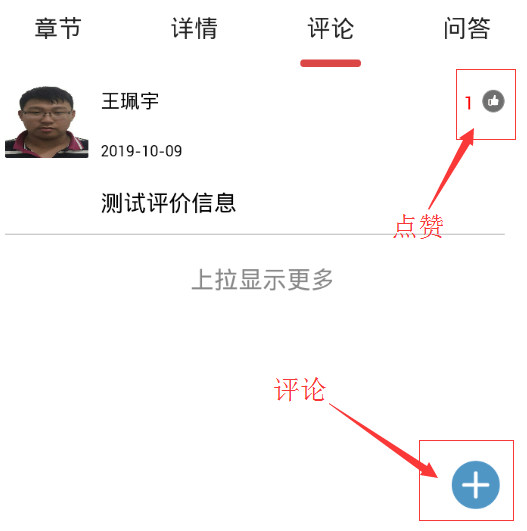 章节 详情 评论 问答
王珮宇 1
2019-10-09
点赞
测试评价信息
上拉显示更多
评论